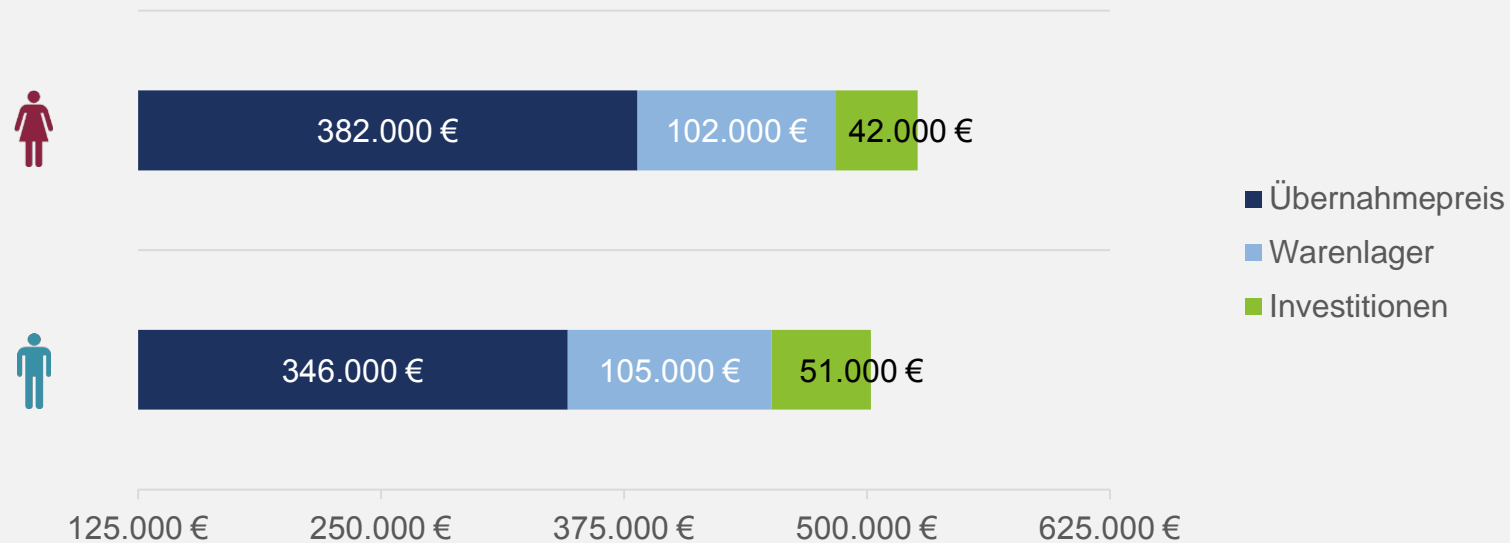 382.000 € 102.000 € 42.000 €
346.000 € 105.000 € 51.000 €
125.000 € 250.000 € 375.000 € 500.000 € 625.000 €
Übernahmepreis
Warenlager
Investitionen